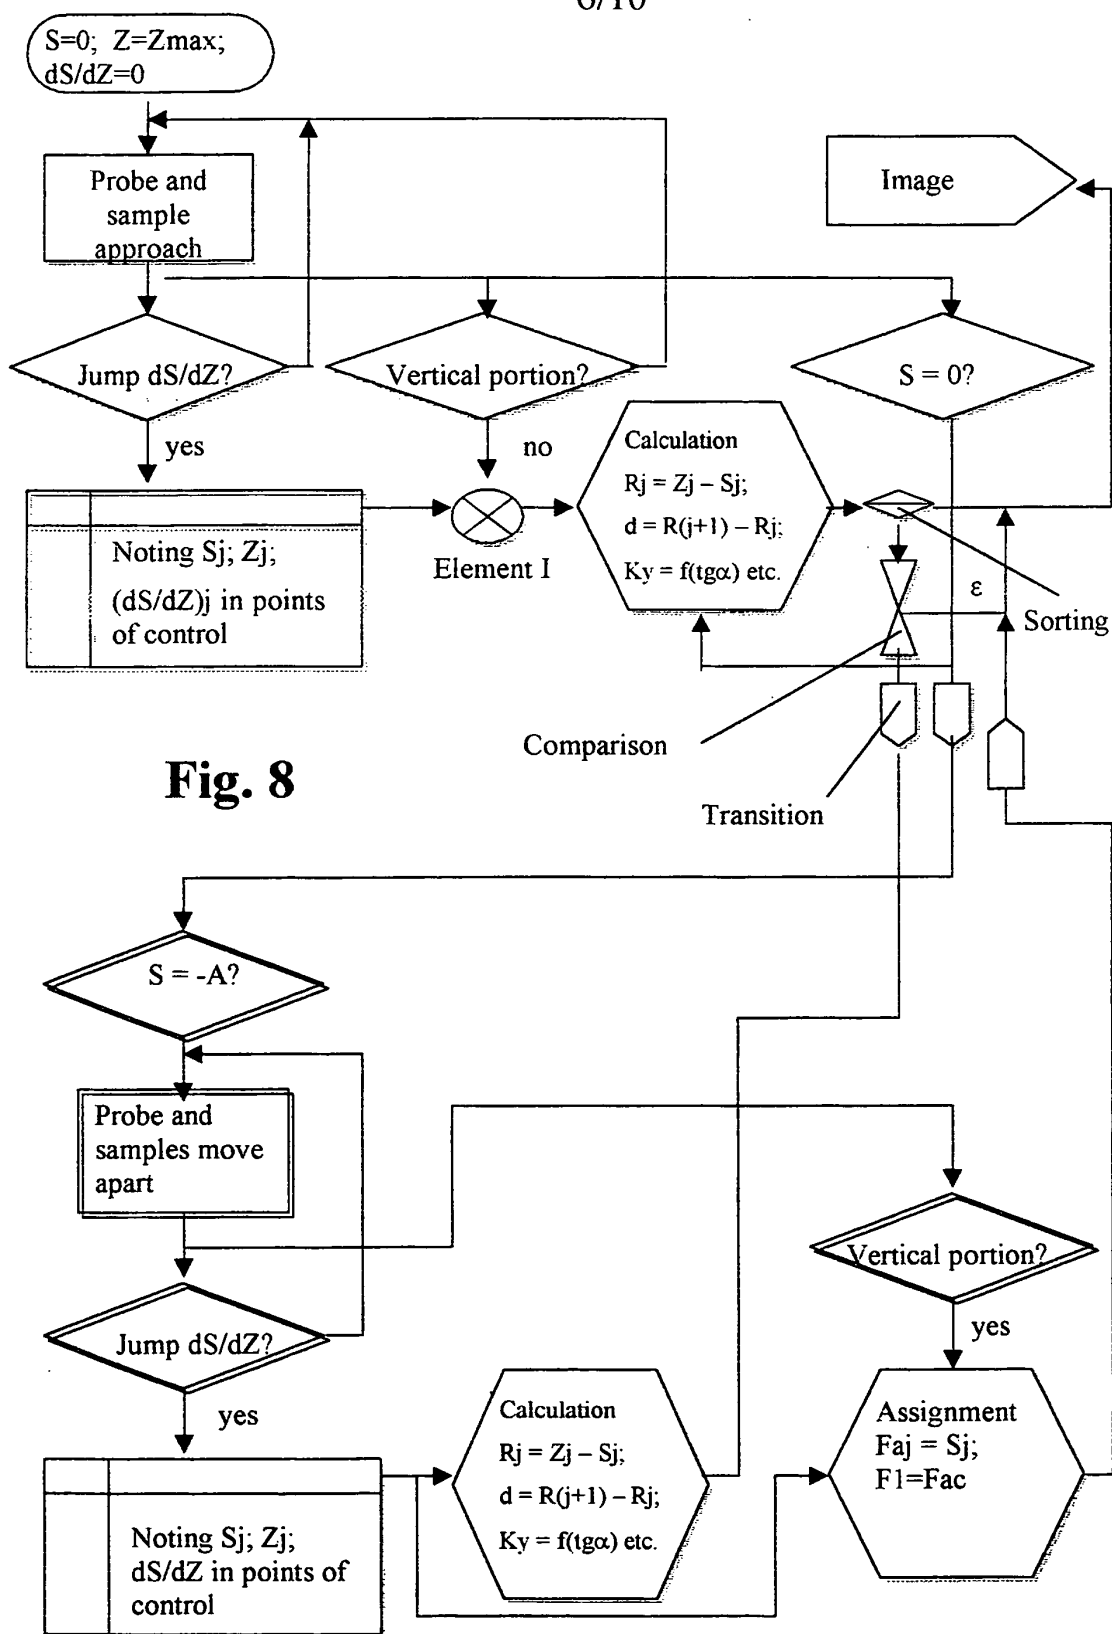 6/10
S=0; Z=Zmax;
dS/dZ=0
Probe and
sample
approach
Image
Jump dS/dZ?
Vertical portion?
S = 0?
yes
no
Noting Sj; Zj;
(dS/dZ)j in points
of control
Element I
Calculation
Rj = Zj – Sj;
d = R(j+1) – Rj;
Ky = f(tgα) etc.
ε
Sorting
Comparison
Transition
Fig. 8
S = -A?
Probe and
samples move
apart
Vertical portion?
Jump dS/dZ?
yes
yes
Noting Sj; Zj;
dS/dZ in points of
control
Calculation
Rj = Zj – Sj;
d = R(j+1) – Rj;
Ky = f(tgα) etc.
Assignment
Faj = Sj;
F1=Fac